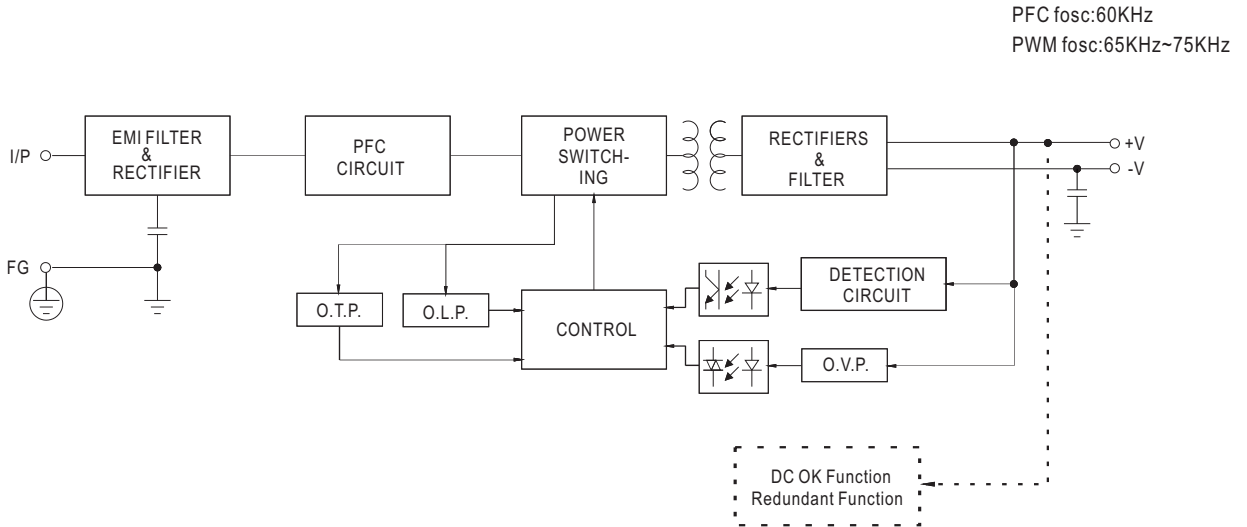 PFC fosc:60KHz
PWM fosc:65KHz~75KHz
I/P
EMI FILTER
&
RECTIFIER
PFC
CIRCUIT
POWER
SWITCH-
ING
RECTIFIERS
&
FILTER
+V
-V
FG
O.T.P.
O.L.P.
CONTROL
DETECTION
CIRCUIT
O.V.P.
DC OK Function
Redundant Function